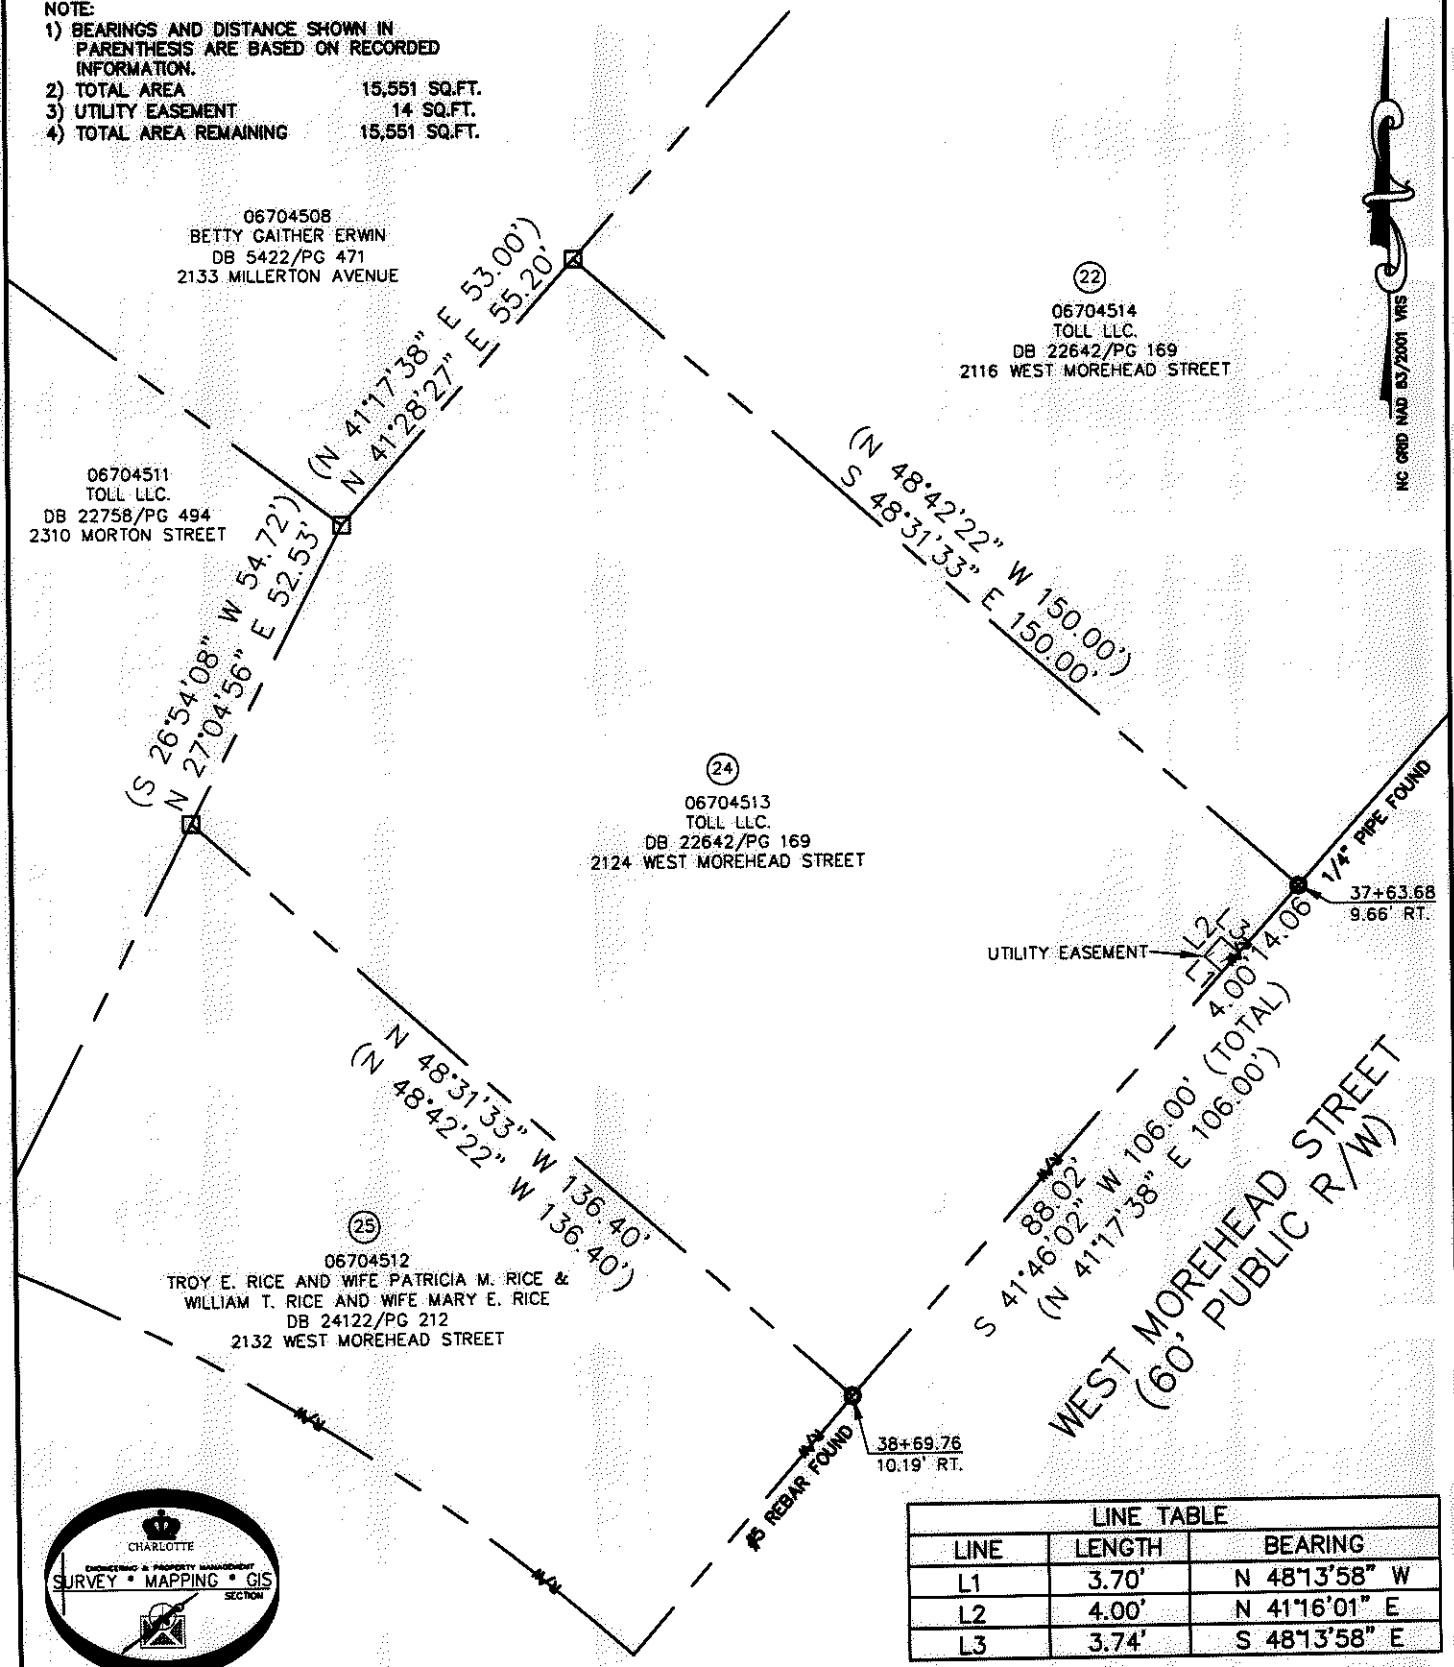 NOTE:
1) BEARINGS AND DISTANCE SHOWN IN
PARENTHESIS ARE BASED ON RECORDED
INFORMATION.
2) TOTAL AREA 15,551 SQ.FT.
3) UTILITY EASEMENT 14 SQ.FT.
4) TOTAL AREA REMAINING 15,551 SQ.FT.
NC GRID NAD 83/2001 VRS
06704508
BETTY GAITHER ERWIN
DB 5422/PG 471
2133 MILLERTON AVENUE
(N 41°17'38" E 53.00')
N 41°28'27" E 55.20'
22
06704514
TOLL LLC.
DB 22642/PG 169
2116 WEST MOREHEAD STREET
06704511
TOLL LLC.
DB 22758/PG 494
2310 MORTON STREET
(S 26°54'08" W 54.72')
N 27°04'56" E 52.53'
(N 48°42'22" W 150.00')
S 48°31'33" E 150.00'
24
06704513
TOLL LLC.
DB 22642/PG 169
2124 WEST MOREHEAD STREET
1/4" PIPE FOUND
37+63.68
9.66' RT.
UTILITY EASEMENT
L2
L1
L3
14.06'
4.00'
88.02'
S 41°46'02" W 106.00' (TOTAL)
(N 41°17'38" E 106.00')
WEST MOREHEAD STREET
(60' PUBLIC R/W)
N 48°31'33" W 136.40'
(N 48°42'22" W 136.40')
25
06704512
TROY E. RICE AND WIFE PATRICIA M. RICE &
WILLIAM T. RICE AND WIFE MARY E. RICE
DB 24122/PG 212
2132 WEST MOREHEAD STREET
R/W
R/W
R/W
R/W
R/W
38+69.76
10.19' RT.
#5 REBAR FOUND
CHARLOTTE
ENGINEERING & PROPERTY MANAGEMENT
SURVEY * MAPPING * GIS
SECTION
LINE TABLE
LINE LENGTH BEARING
L1 3.70' N 48°13'58" W
L2 4.00' N 41°16'01" E
L3 3.74' S 48°13'58" E